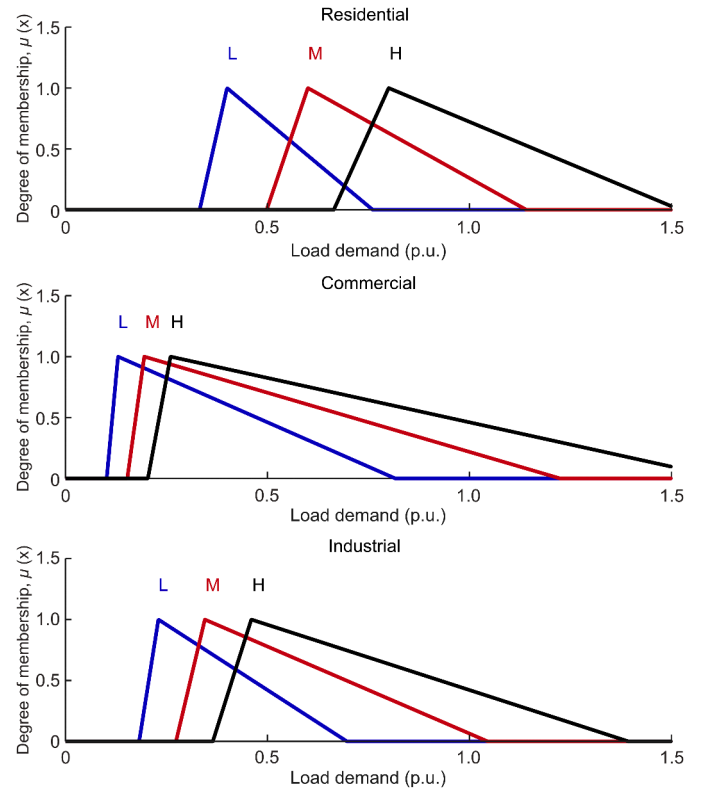 Residential
Degree of membership, μ (x)
1.5
1.0
0.5
0
L M H
0 0.5 1.0 1.5
Load demand (p.u.)
Commercial
Degree of membership, μ (x)
1.5
1.0
0.5
0
L M H
0 0.5 1.0 1.5
Load demand (p.u.)
Industrial
Degree of membership, μ (x)
1.5
1.0
0.5
0
L M H
0 0.5 1.0 1.5
Load demand (p.u.)